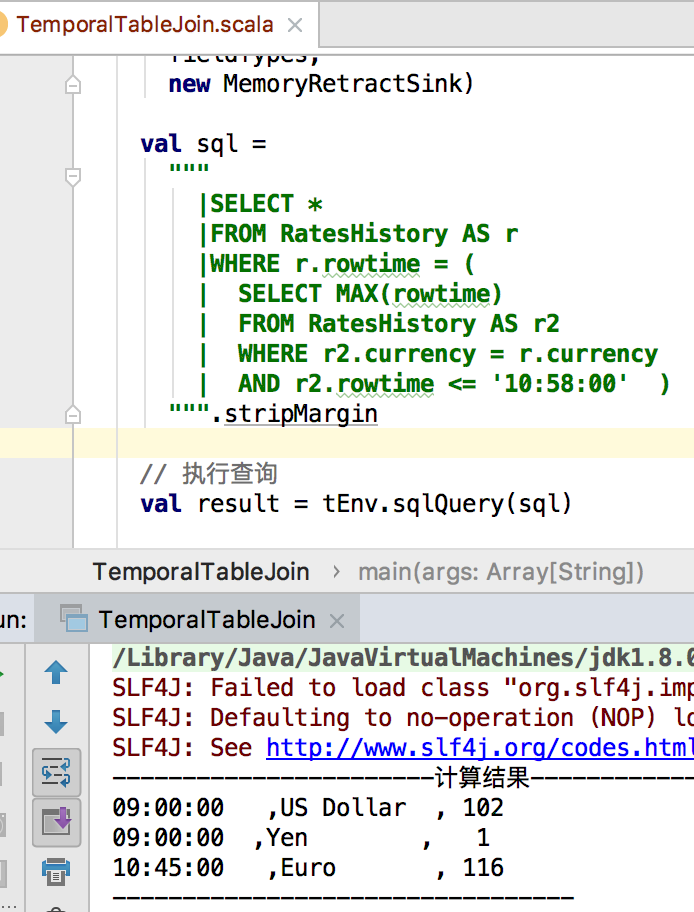 TemporalTableJoin.scala
fieldTypes,
new MemoryRetractSink)
val sql =
"""
|SELECT *
|FROM RatesHistory AS r
|WHERE r.rowtime = (
|  SELECT MAX(rowtime)
|  FROM RatesHistory AS r2
|  WHERE r2.currency = r.currency
|  AND r2.rowtime <= '10:58:00'  )
""".stripMargin
// 执行查询
val result = tEnv.sqlQuery(sql)
TemporalTableJoin › main(args: Array[String])
un: TemporalTableJoin
/Library/Java/JavaVirtualMachines/jdk1.8.0
SLF4J: Failed to load class "org.slf4j.imp
SLF4J: Defaulting to no-operation (NOP) lo
SLF4J: See http://www.slf4j.org/codes.html
-----------------------计算结果------------
09:00:00   ,US Dollar  , 102
09:00:00  ,Yen        ,   1
10:45:00   ,Euro       , 116
---------------------------------